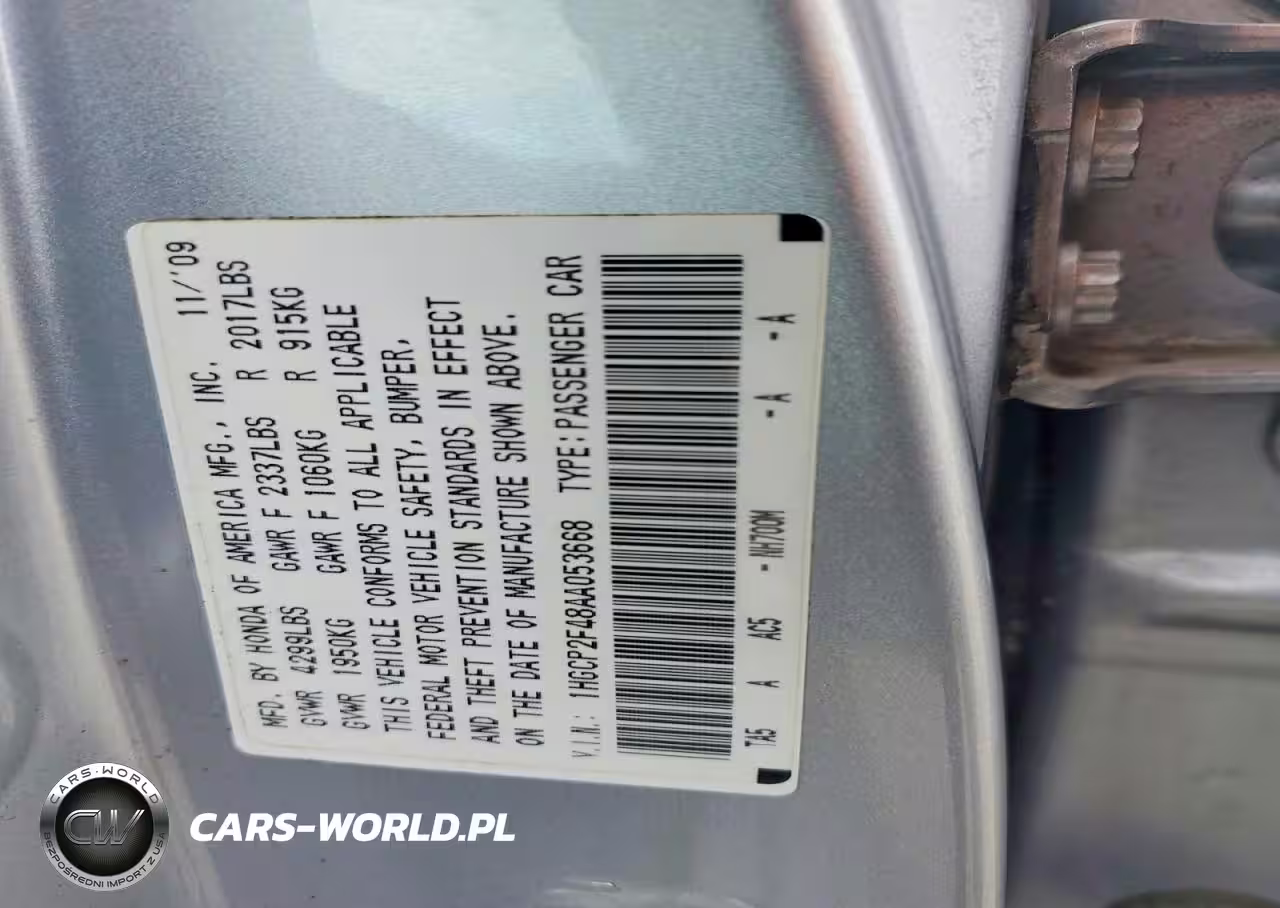 MFD. BY HONDA OF AMERICA MFG., INC. 11/'09
GVWR 4299LBS GAWR F 2337LBS R 2017LBS
GVWR 1950KG GAWR F 1060KG R 915KG
THIS VEHICLE CONFORMS TO ALL APPLICABLE
FEDERAL MOTOR VEHICLE SAFETY, BUMPER,
AND THEFT PREVENTION STANDARDS IN EFFECT
ON THE DATE OF MANUFACTURE SHOWN ABOVE.
V.I.N.: 1HGCP2F48AA053668 TYPE: PASSENGER CAR
TA5 A AC5 - NH700M - A - A
CARS-WORLD
CW
BEZPOŚREDNI IMPORT Z USA
CARS-WORLD.PL